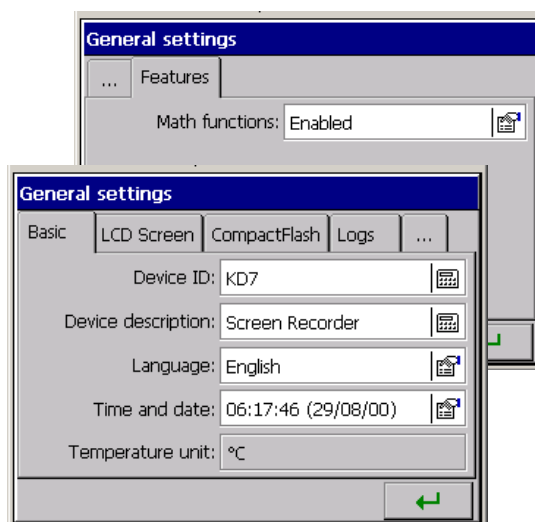 General settings
... Features
Math functions: Enabled
General settings
Basic LCD Screen CompactFlash Logs ...
Device ID: KD7
Device description: Screen Recorder
Language: English
Time and date: 06:17:46 (29/08/00)
Temperature unit: °C